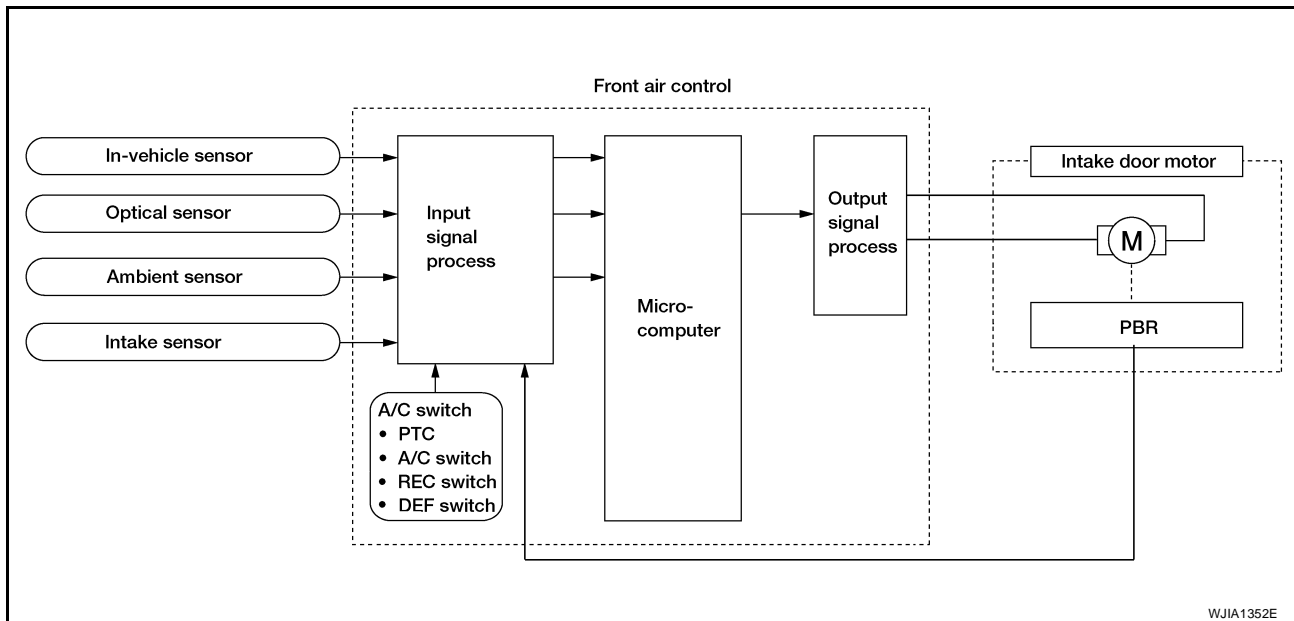 Front air control
In-vehicle sensor
Optical sensor
Ambient sensor
Intake sensor
Input
signal
process
A/C switch
• PTC
• A/C switch
• REC switch
• DEF switch
Micro-
computer
Output
signal
process
Intake door motor
M
PBR
WJIA1352E